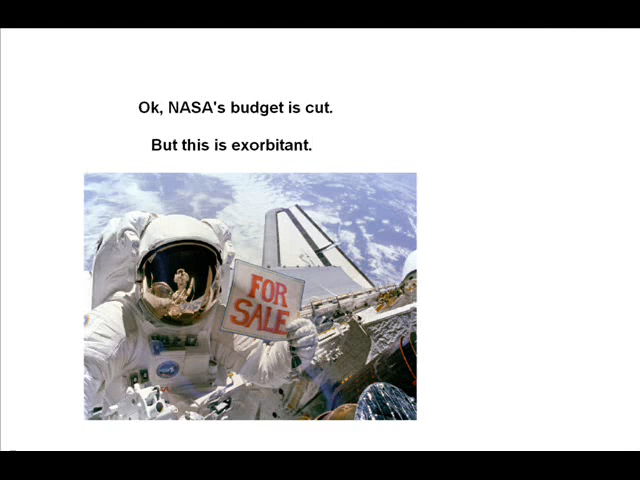 Ok, NASA's budget is cut.
But this is exorbitant.
FOR
SALE